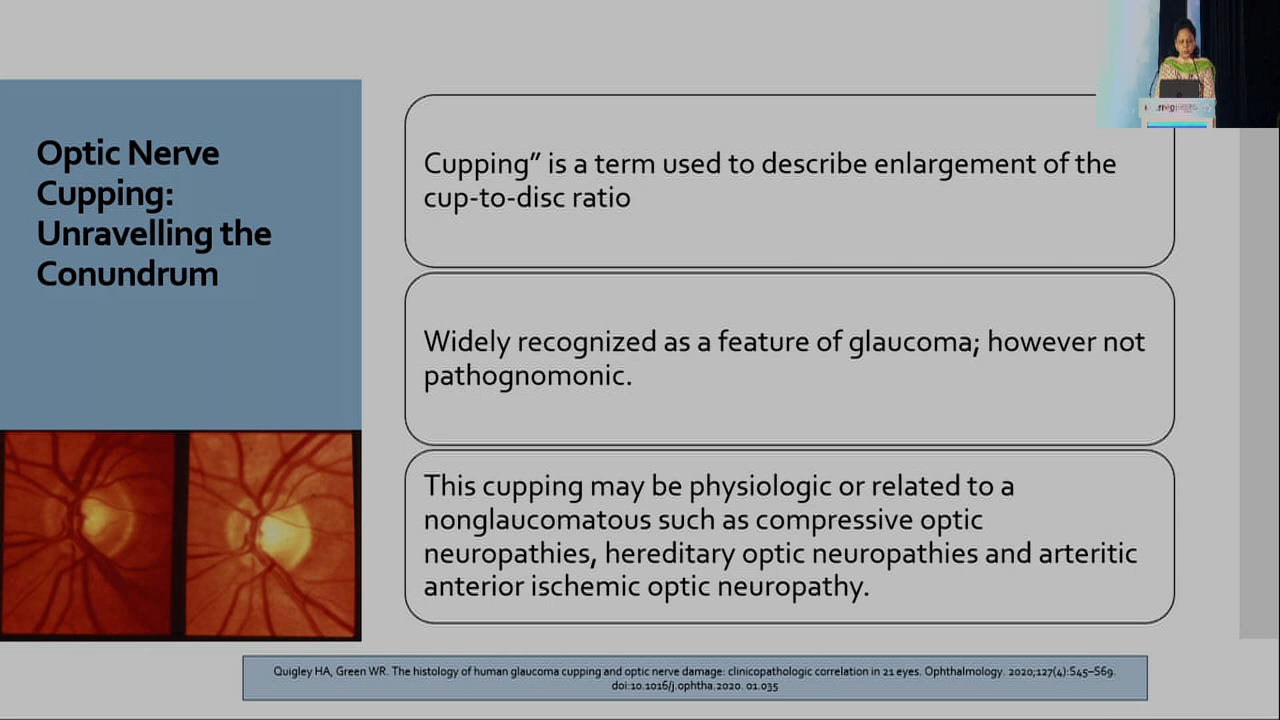 Optic Nerve
Cupping:
Unravelling the
Conundrum
Cupping” is a term used to describe enlargement of the
cup-to-disc ratio
Widely recognized as a feature of glaucoma; however not
pathognomonic.
This cupping may be physiologic or related to a
nonglaucomatous such as compressive optic
neuropathies, hereditary optic neuropathies and arteritic
anterior ischemic optic neuropathy.
Quigley HA, Green WR. The histology of human glaucoma cupping and optic nerve damage: clinicopathologic correlation in 21 eyes. Ophthalmology. 2020;127(4):S45–S69.
doi:10.1016/j.ophtha.2020. 01.035